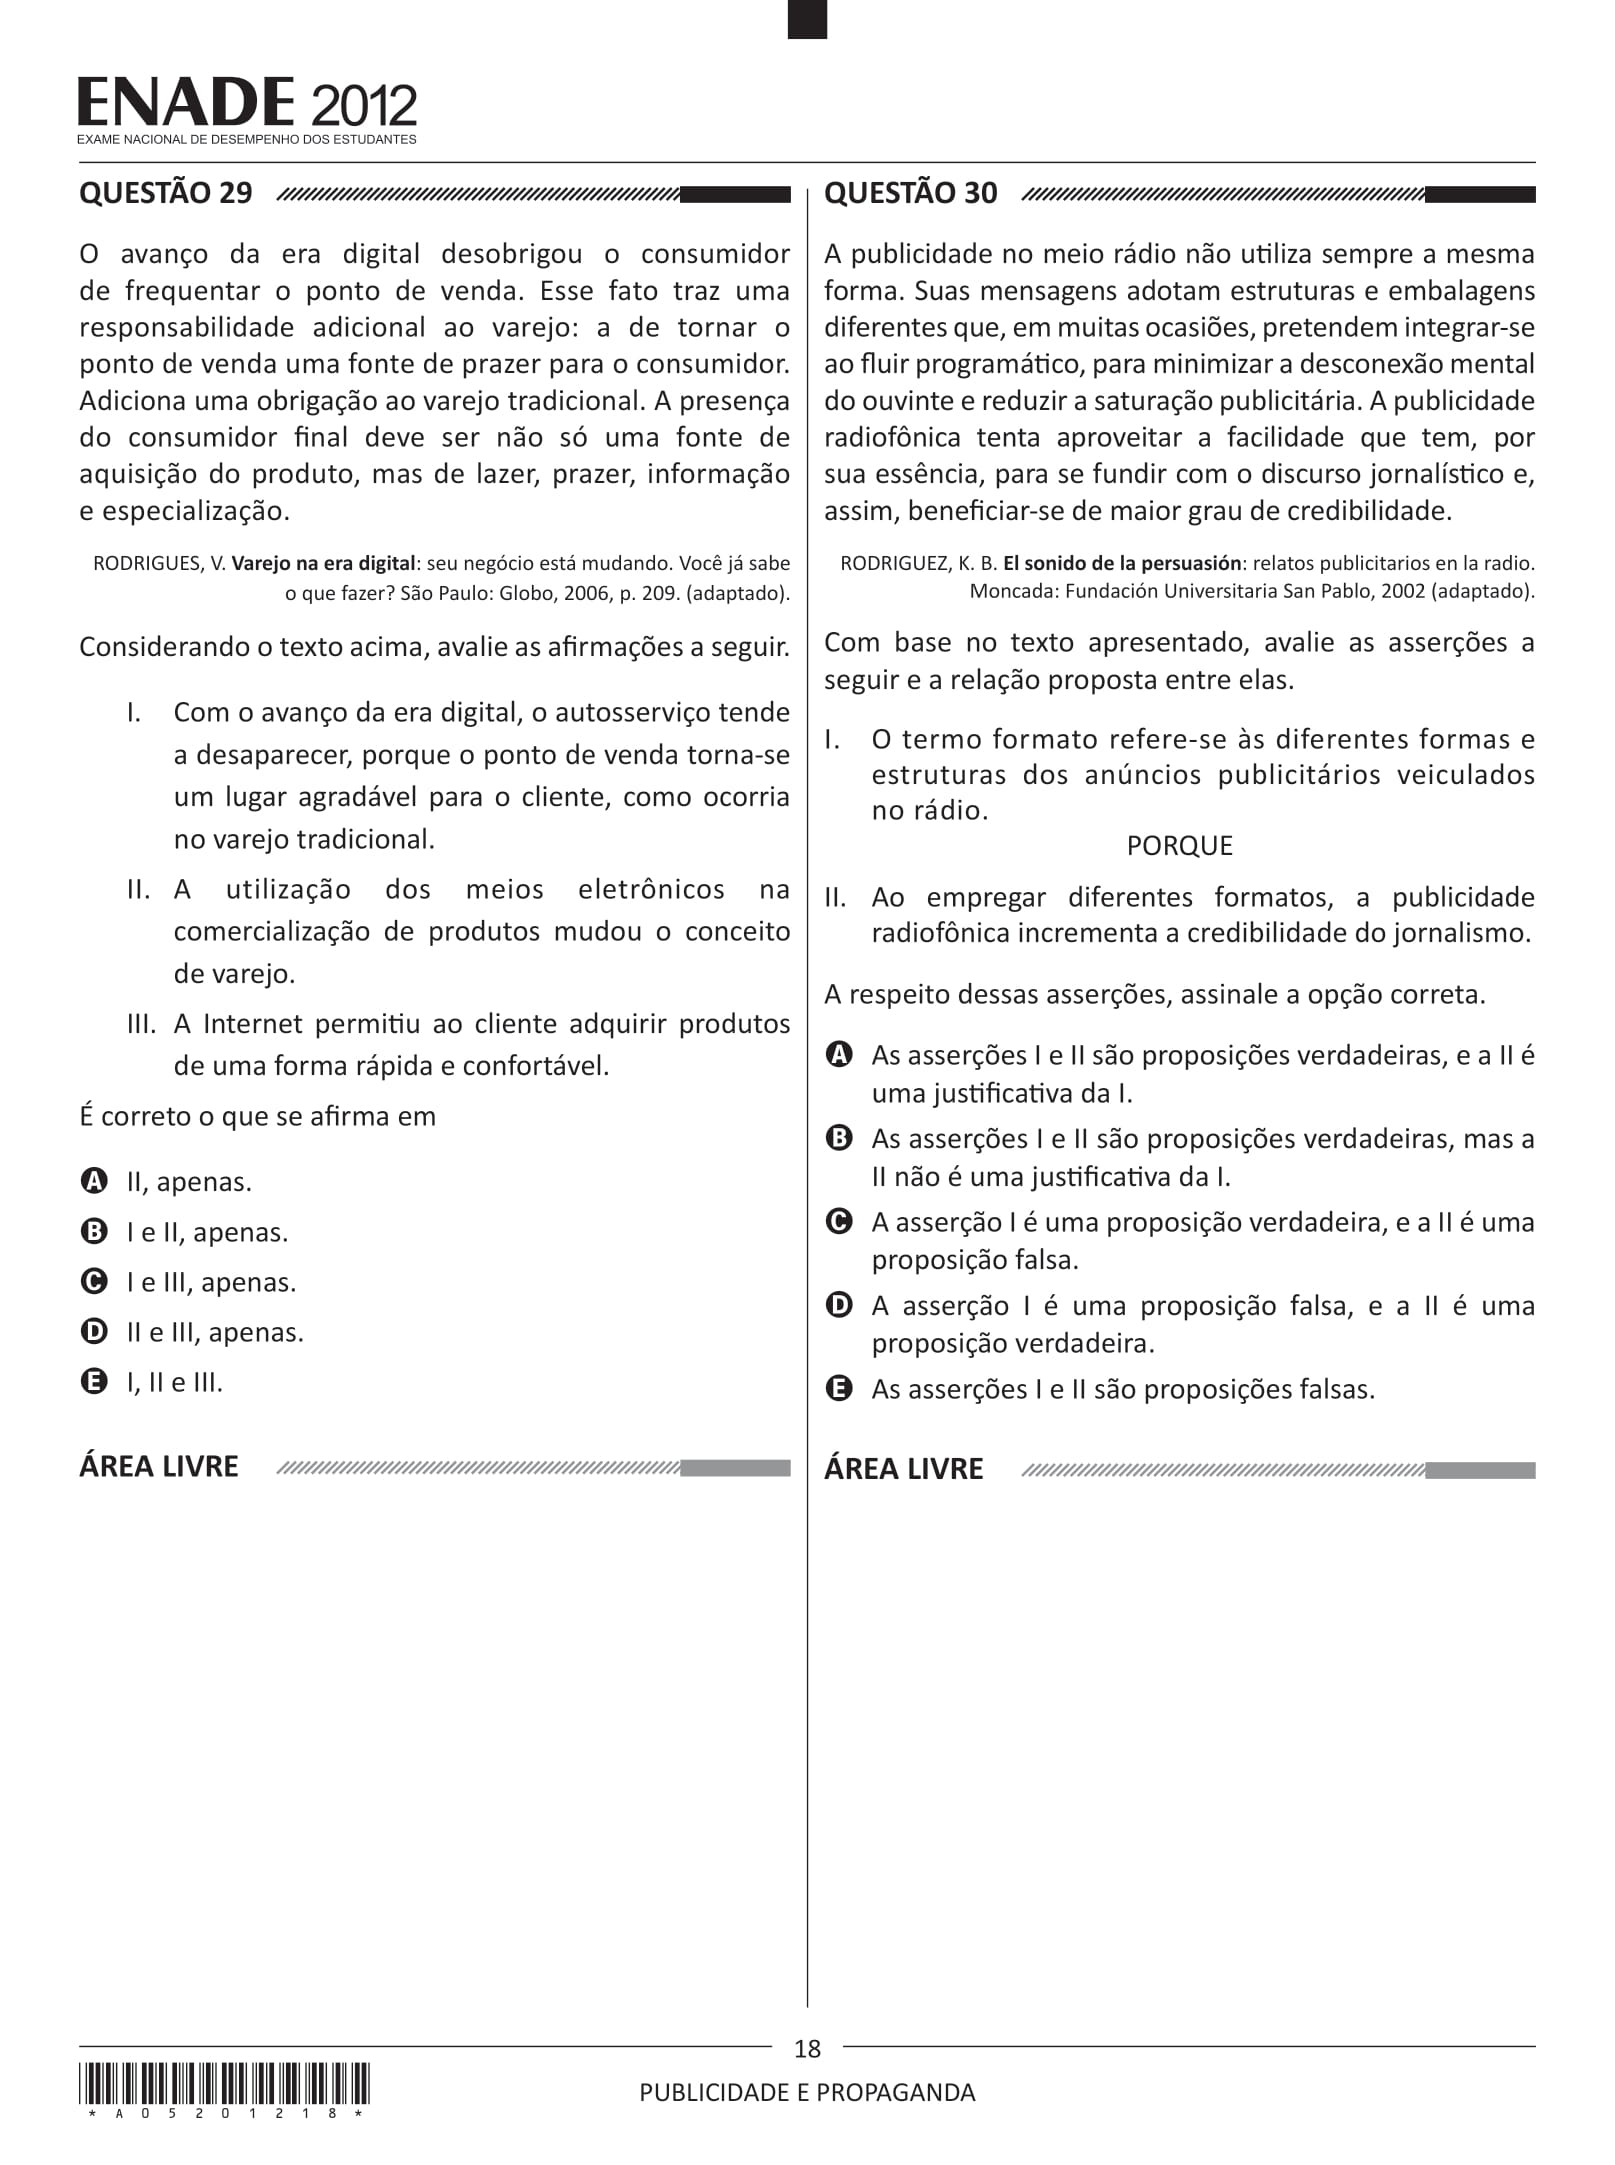 ENADE 2012
EXAME NACIONAL DE DESEMPENHO DOS ESTUDANTES
QUESTÃO 29
O avanço da era digital desobrigou o consumidor
de frequentar o ponto de venda. Esse fato traz uma
responsabilidade adicional ao varejo: a de tornar o
ponto de venda uma fonte de prazer para o consumidor.
Adiciona uma obrigação ao varejo tradicional. A presença
do consumidor final deve ser não só uma fonte de
aquisição do produto, mas de lazer, prazer, informação
e especialização.
RODRIGUES, V. Varejo na era digital: seu negócio está mudando. Você já sabe
o que fazer? São Paulo: Globo, 2006, p. 209. (adaptado).
Considerando o texto acima, avalie as afirmações a seguir.
I. Com o avanço da era digital, o autosserviço tende
a desaparecer, porque o ponto de venda torna-se
um lugar agradável para o cliente, como ocorria
no varejo tradicional.
II. A utilização dos meios eletrônicos na
comercialização de produtos mudou o conceito
de varejo.
III. A Internet permitiu ao cliente adquirir produtos
de uma forma rápida e confortável.
É correto o que se afirma em
A II, apenas.
B I e II, apenas.
C I e III, apenas.
D II e III, apenas.
E I, II e III.
ÁREA LIVRE
QUESTÃO 30
A publicidade no meio rádio não utiliza sempre a mesma
forma. Suas mensagens adotam estruturas e embalagens
diferentes que, em muitas ocasiões, pretendem integrar-se
ao fluir programático, para minimizar a desconexão mental
do ouvinte e reduzir a saturação publicitária. A publicidade
radiofônica tenta aproveitar a facilidade que tem, por
sua essência, para se fundir com o discurso jornalístico e,
assim, beneficiar-se de maior grau de credibilidade.
RODRIGUEZ, K. B. El sonido de la persuasión: relatos publicitarios en la radio.
Moncada: Fundación Universitaria San Pablo, 2002 (adaptado).
Com base no texto apresentado, avalie as asserções a
seguir e a relação proposta entre elas.
I. O termo formato refere-se às diferentes formas e
estruturas dos anúncios publicitários veiculados
no rádio.
PORQUE
II. Ao empregar diferentes formatos, a publicidade
radiofônica incrementa a credibilidade do jornalismo.
A respeito dessas asserções, assinale a opção correta.
A As asserções I e II são proposições verdadeiras, e a II é
uma justificativa da I.
B As asserções I e II são proposições verdadeiras, mas a
II não é uma justificativa da I.
C A asserção I é uma proposição verdadeira, e a II é uma
proposição falsa.
D A asserção I é uma proposição falsa, e a II é uma
proposição verdadeira.
E As asserções I e II são proposições falsas.
ÁREA LIVRE
18
PUBLICIDADE E PROPAGANDA
* A 0 5 2 0 1 2 1 8 *